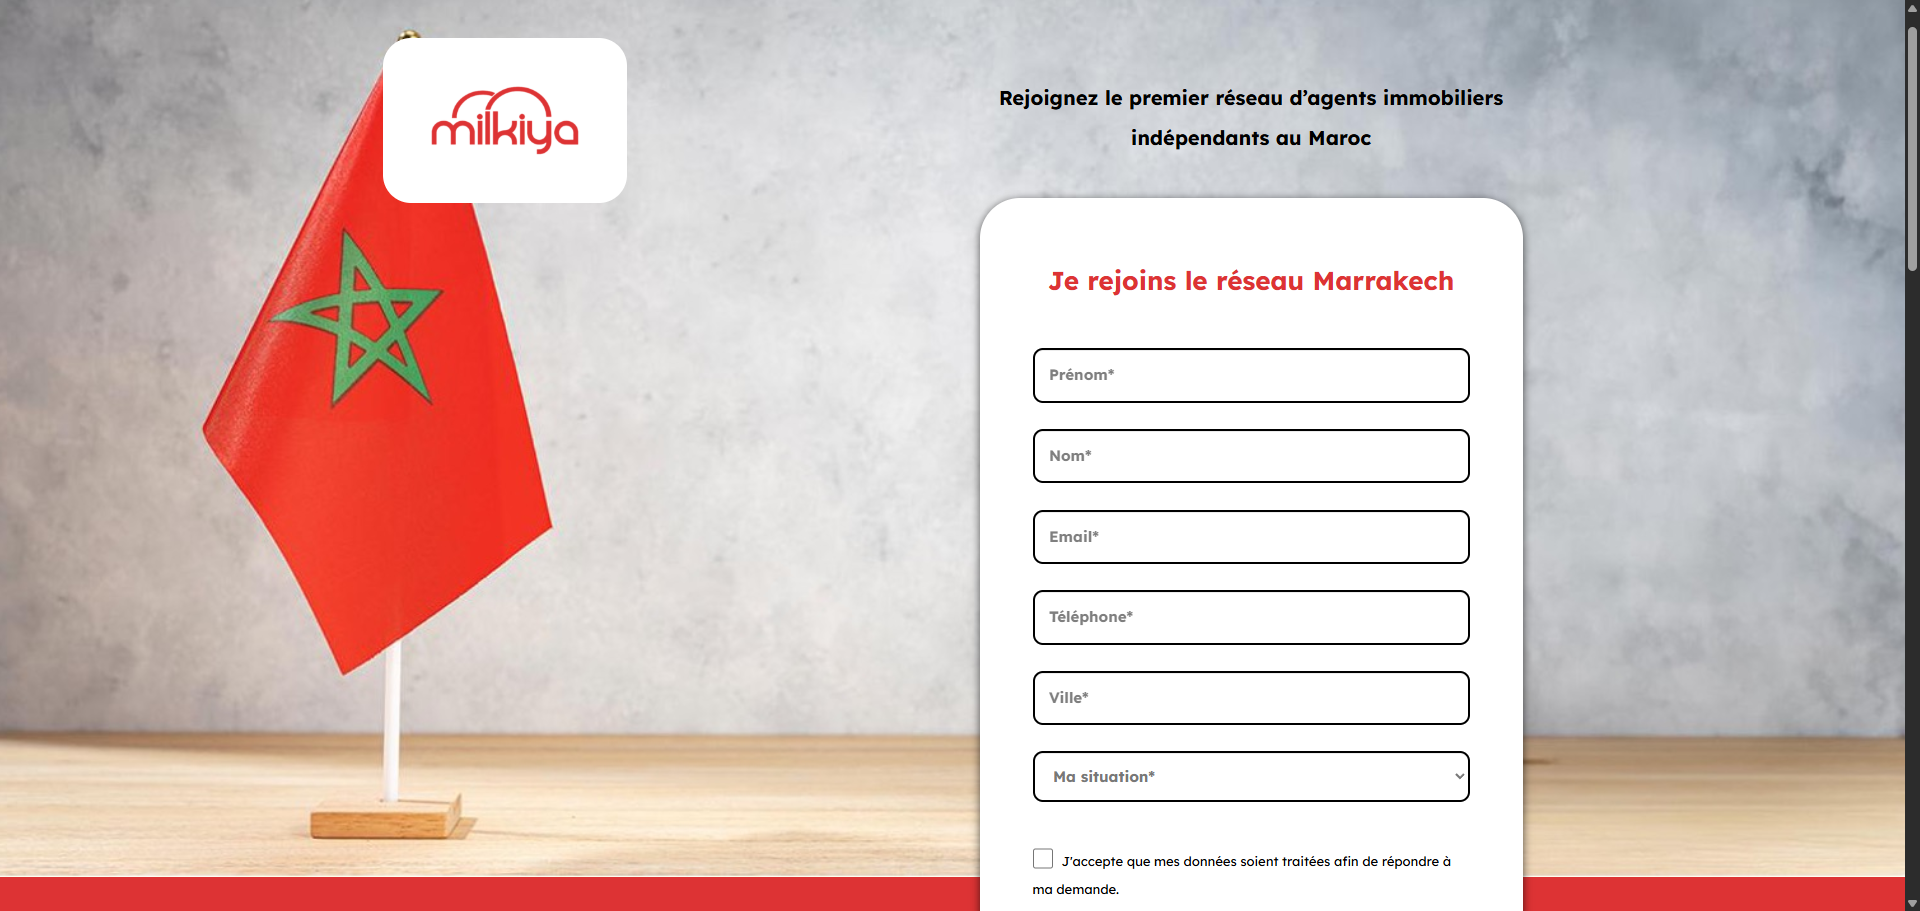 milkiya
Rejoignez le premier réseau d’agents immobiliers
indépendants au Maroc
Je rejoins le réseau Marrakech
Prénom*
Nom*
Email*
Téléphone*
Ville*
Ma situation*
J'accepte que mes données soient traitées afin de répondre à
ma demande.